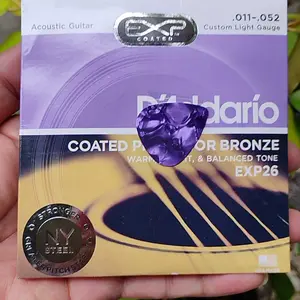 Acoustic Guitar
EXP
COATED
.011-.052
Custom Light Gauge
D'Addario
COATED P OR BRONZE
WAR T, & BALANCED TONE
EXP26
NY
STEEL